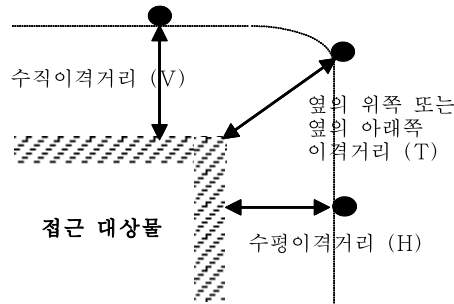 수직이격거리 (V)
옆의 위쪽 또는
옆의 아래쪽
이격거리 (T)
접근 대상물
수평이격거리 (H)